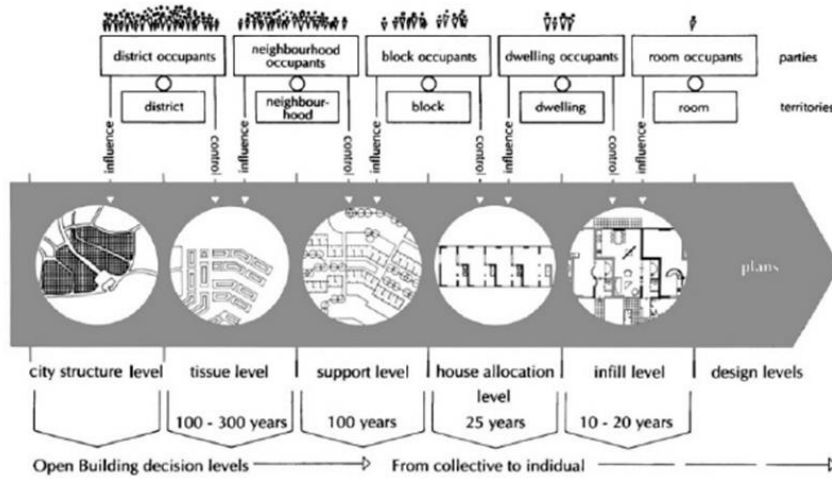 district occupants
neighbourhood
occupants
block occupants
dwelling occupants
room occupants
parties
district
neighbour-
hood
block
dwelling
room
territories
influence
control
influence
control
influence
control
influence
control
influence
plans
city structure level
tissue level
support level
house allocation
level
infill level
design levels
100 - 300 years
100 years
25 years
10 - 20 years
Open Building decision levels
From collective to indidual